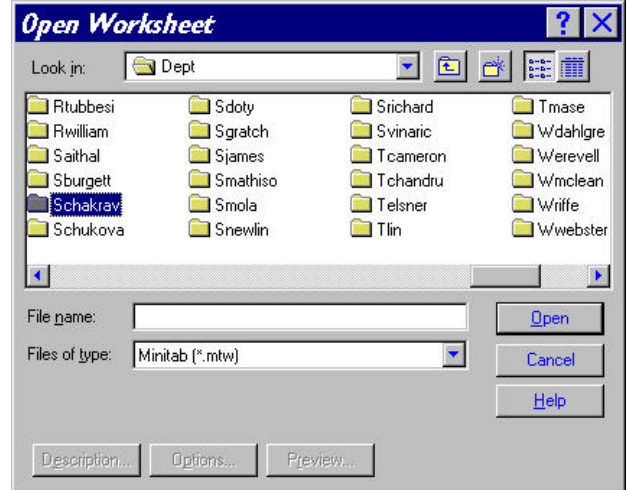 Open Worksheet
Look in: Dept
Rtubbesi Sdoty Srichard Tmase
Rwilliam Sgratch Svinaric Wdahlgre
Saithal Sjames Tcameron Werevell
Sburgett Smathiso Tchandru Wmclean
Schakrav Smola Telsner Wriffe
Schukova Snewlin Tlin Wwebster
File name: Open
Files of type: Minitab (*.mtw) Cancel
Help
Description... Options... Preview...